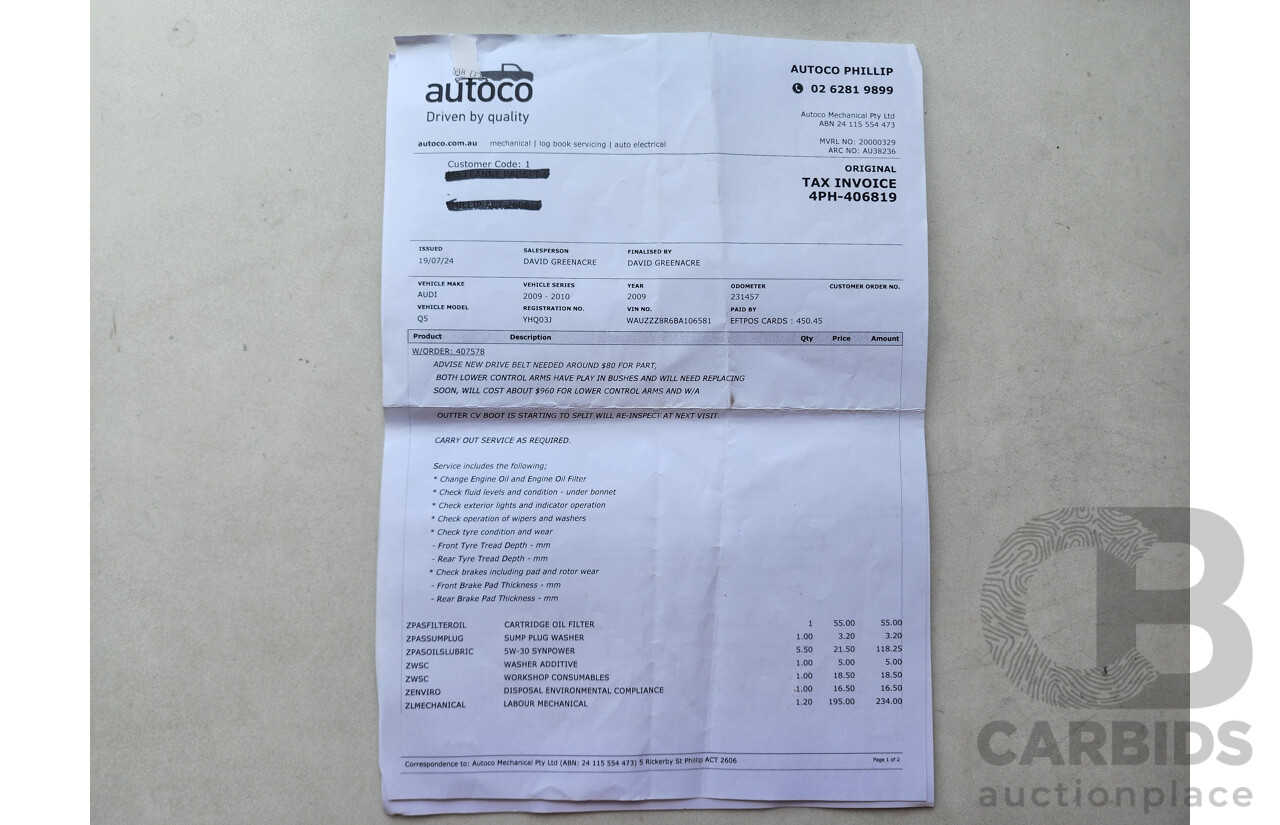 autoco
Driven by quality
autoco.com.au mechanical | log book servicing | auto electrical
AUTOCO PHILLIP
02 6281 9899
Autoco Mechanical Pty Ltd
ABN 24 115 554 473
MVRL NO: 20000329
ARC NO: AU38236
Customer Code: 1
ORIGINAL
TAX INVOICE
4PH-406819
ISSUED SALESPERSON FINALISED BY
19/07/24 DAVID GREENACRE DAVID GREENACRE
VEHICLE MAKE VEHICLE SERIES YEAR ODOMETER CUSTOMER ORDER NO.
AUDI 2009 - 2010 2009 231457
VEHICLE MODEL REGISTRATION NO. VIN NO. PAID BY
Q5 YHQ03J WAUZZZ8R6BA106581 EFTPOS CARDS : 450.45
Product Description Qty Price Amount
W/ORDER: 407578
ADVISE NEW DRIVE BELT NEEDED AROUND $80 FOR PART,
BOTH LOWER CONTROL ARMS HAVE PLAY IN BUSHES AND WILL NEED REPLACING
SOON, WILL COST ABOUT $960 FOR LOWER CONTROL ARMS AND W/A
OUTTER CV BOOT IS STARTING TO SPLIT WILL RE-INSPECT AT NEXT VISIT.
CARRY OUT SERVICE AS REQUIRED.
Service includes the following;
* Change Engine Oil and Engine Oil Filter
* Check fluid levels and condition - under bonnet
* Check exterior lights and indicator operation
* Check operation of wipers and washers
* Check tyre condition and wear
- Front Tyre Tread Depth - mm
- Rear Tyre Tread Depth - mm
* Check brakes including pad and rotor wear
- Front Brake Pad Thickness - mm
- Rear Brake Pad Thickness - mm
ZPASFILTEROIL CARTRIDGE OIL FILTER 1 55.00 55.00
ZPASSUMPLUG SUMP PLUG WASHER 1.00 3.20 3.20
ZPASOILSLUBRIC 5W-30 SYNPOWER 5.50 21.50 118.25
ZWSC WASHER ADDITIVE 1.00 5.00 5.00
ZWSC WORKSHOP CONSUMABLES 1.00 18.50 18.50
ZENVIRO DISPOSAL ENVIRONMENTAL COMPLIANCE 1.00 16.50 16.50
ZLMECHANICAL LABOUR MECHANICAL 1.20 195.00 234.00
Correspondence to: Autoco Mechanical Pty Ltd (ABN: 24 115 554 473) 5 Rickerby St Phillip ACT 2606 Page 1 of 2
CB
CARBIDS
auctionplace